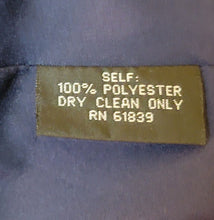 SELF:
100% POLYESTER
DRY CLEAN ONLY
RN 61839